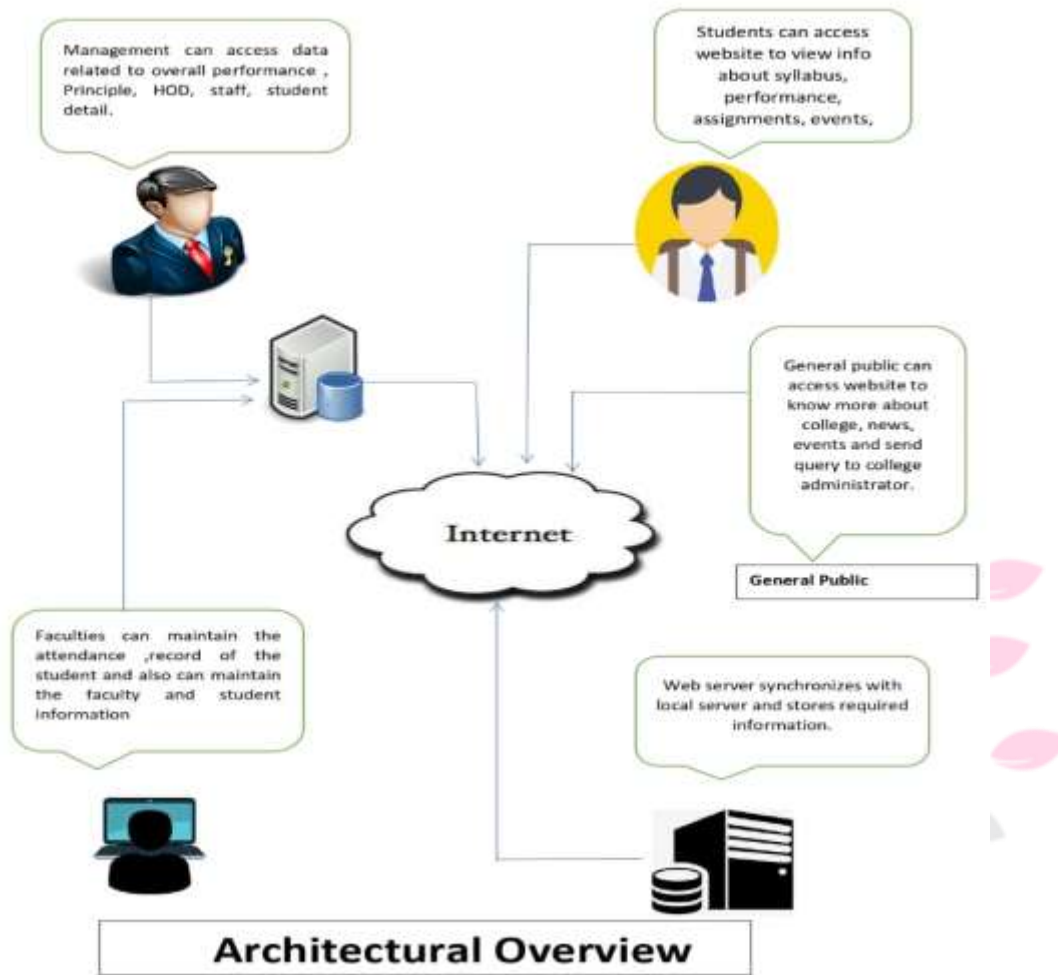 Management can access data
related to overall performance ,
Principle, HOD, staff, student
detail.
Students can access
website to view info
about syllabus,
performance,
assignments, events,
General public can
access website to
know more about
college, news,
events and send
query to college
administrator.
Internet
General Public
Faculties can maintain the
attendance ,record of the
student and also can maintain
the faculty and student
information
Web server synchronizes with
local server and stores required
information.
Architectural Overview